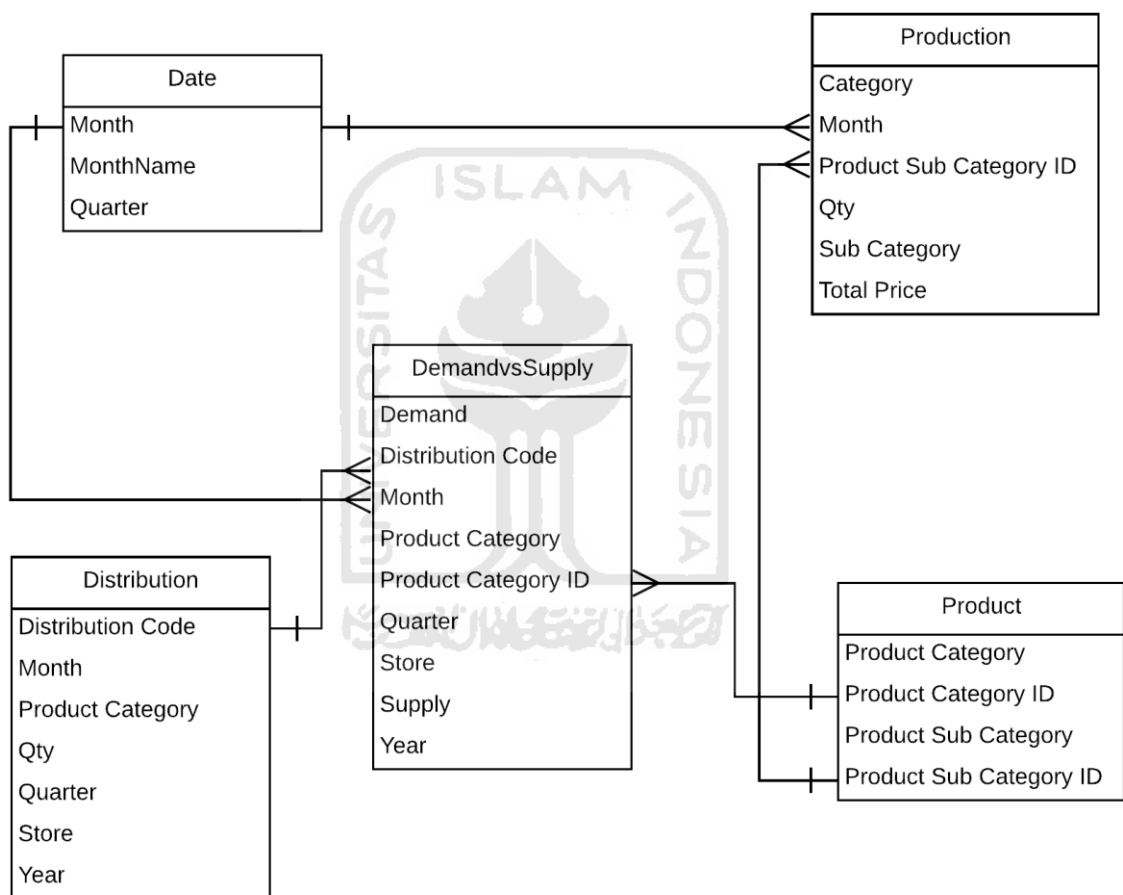 Date
Month
MonthName
Quarter
Production
Category
Month
Product Sub Category ID
Qty
Sub Category
Total Price
DemandvsSupply
Demand
Distribution Code
Month
Product Category
Product Category ID
Quarter
Store
Supply
Year
Distribution
Distribution Code
Month
Product Category
Qty
Quarter
Store
Year
Product
Product Category
Product Category ID
Product Sub Category
Product Sub Category ID
UNIVERSITAS
ISLAM
INDONESIA